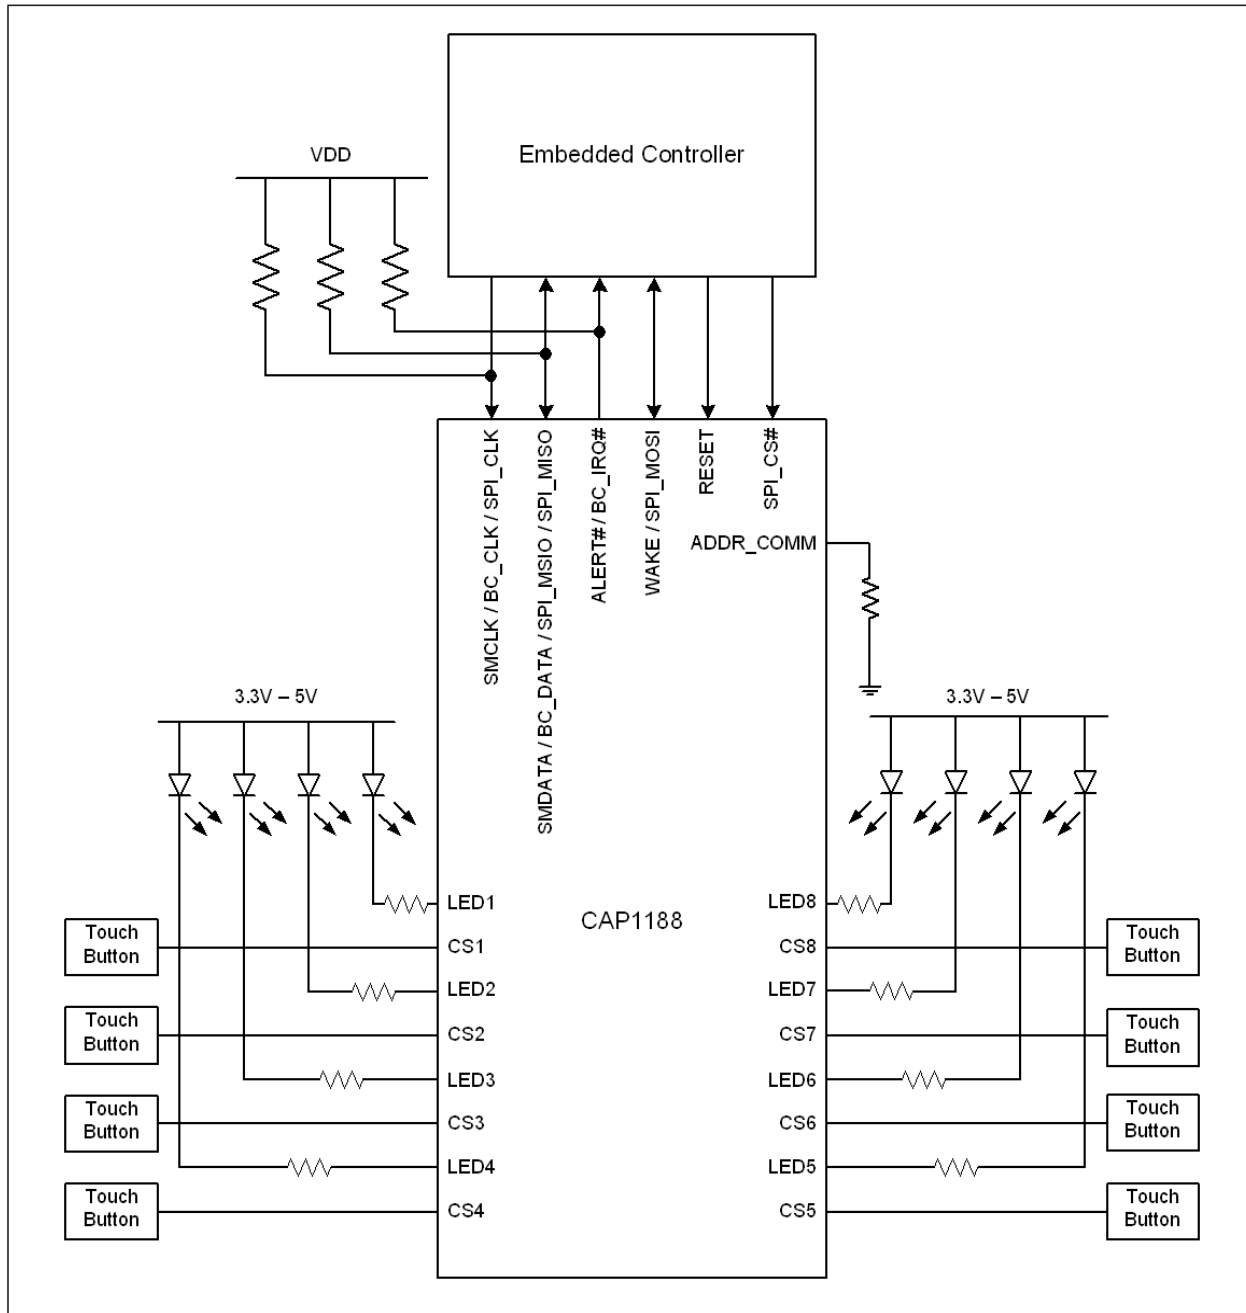 Embedded Controller
VDD
SMCLK / BC_CLK / SPI_CLK
SMDATA / BC_DATA / SPI_MSIO / SPI_MISO
ALERT# / BC_IRQ#
WAKE / SPI_MOSI
RESET
SPI_CS#
ADDR_COMM
3.3V – 5V
3.3V – 5V
CAP1188
LED1
LED8
Touch
Button
CS1
CS8
Touch
Button
LED2
LED7
Touch
Button
CS2
CS7
Touch
Button
LED3
LED6
Touch
Button
CS3
CS6
Touch
Button
LED4
LED5
Touch
Button
CS4
CS5
Touch
Button